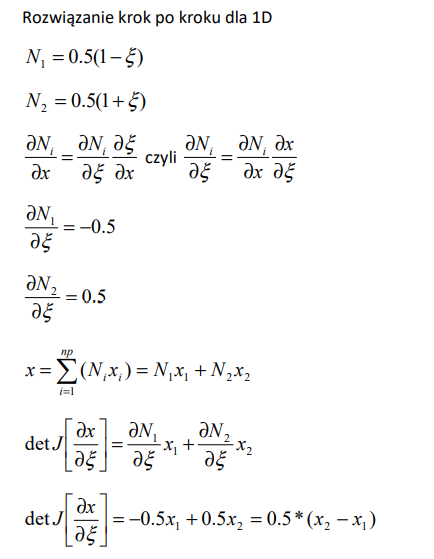 Rozwiązanie krok po kroku dla 1D
N₁ = 0.5(1 − ξ)
N₂ = 0.5(1 + ξ)
∂Nᵢ/∂x = ∂Nᵢ/∂ξ ∂ξ/∂x czyli ∂Nᵢ/∂ξ = ∂Nᵢ/∂x ∂x/∂ξ
∂N₁/∂ξ = −0.5
∂N₂/∂ξ = 0.5
x = ∑_{i=1}^{np} (Nᵢxᵢ) = N₁x₁ + N₂x₂
det J[∂x/∂ξ] = ∂N₁/∂ξ x₁ + ∂N₂/∂ξ x₂
det J[∂x/∂ξ] = −0.5x₁ + 0.5x₂ = 0.5 * (x₂ − x₁)